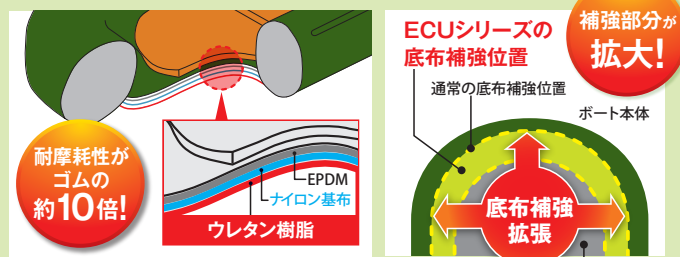 耐摩耗性が
ゴムの
約10倍!
EPDM
ナイロン基布
ウレタン樹脂
ECUシリーズの
底布補強位置
通常の底布補強位置
補強部分が
拡大!
ボート本体
底布補強
拡張